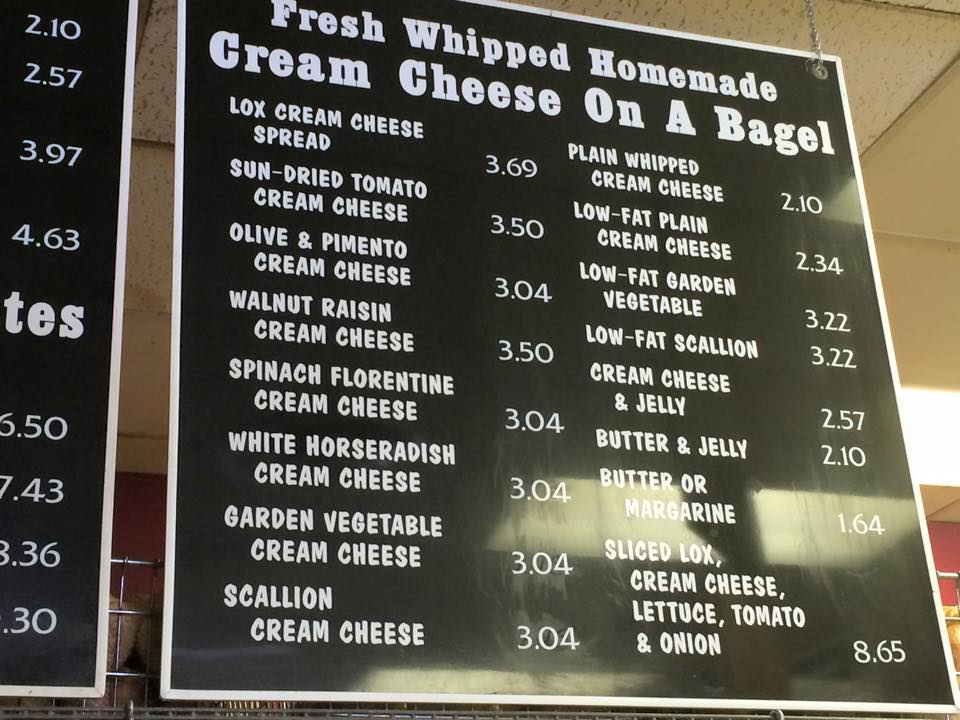 2.10
2.57
3.97
4.63
tes
6.50
7.43
8.36
.30
Fresh Whipped Homemade
Cream Cheese On A Bagel
LOX CREAM CHEESE
SPREAD 3.69
SUN-DRIED TOMATO
CREAM CHEESE 3.50
OLIVE & PIMENTO
CREAM CHEESE 3.04
WALNUT RAISIN
CREAM CHEESE 3.50
SPINACH FLORENTINE
CREAM CHEESE 3.04
WHITE HORSERADISH
CREAM CHEESE 3.04
GARDEN VEGETABLE
CREAM CHEESE 3.04
SCALLION
CREAM CHEESE 3.04
PLAIN WHIPPED
CREAM CHEESE 2.10
LOW-FAT PLAIN
CREAM CHEESE 2.34
LOW-FAT GARDEN
VEGETABLE 3.22
LOW-FAT SCALLION 3.22
CREAM CHEESE
& JELLY 2.57
BUTTER & JELLY 2.10
BUTTER OR
MARGARINE 1.64
SLICED LOX,
CREAM CHEESE,
LETTUCE, TOMATO
& ONION 8.65